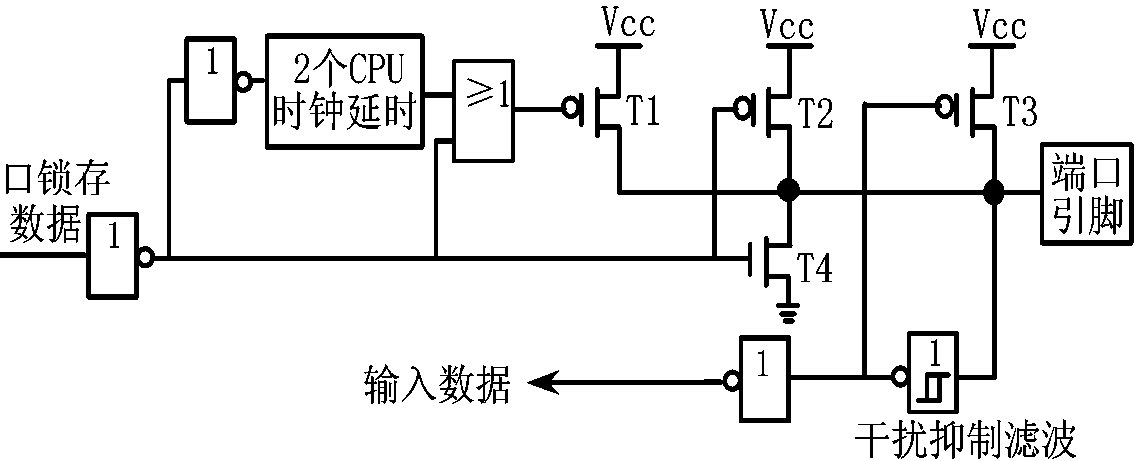 Vcc
Vcc
Vcc
1
2个CPU
时钟延时
≥1
T1
T2
T3
口锁存
数据
1
端口
引脚
T4
输入数据
1
1
干扰抑制滤波